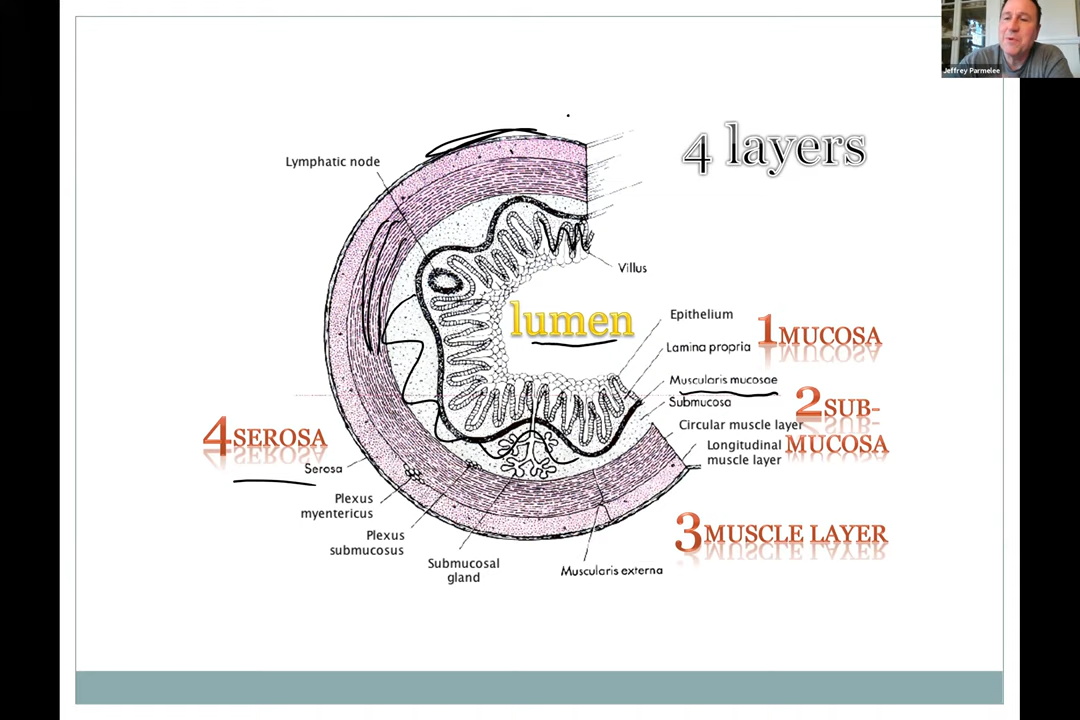 Jeffrey Parmelee
4 layers
Lymphatic node
Villus
lumen
Epithelium
1 MUCOSA
Lamina propria
Muscularis mucosae
Submucosa
2 SUB-
MUCOSA
Circular muscle layer
Longitudinal
muscle layer
4 SEROSA
Serosa
Plexus
myentericus
Plexus
submucosus
Submucosal
gland
Muscularis externa
3 MUSCLE LAYER